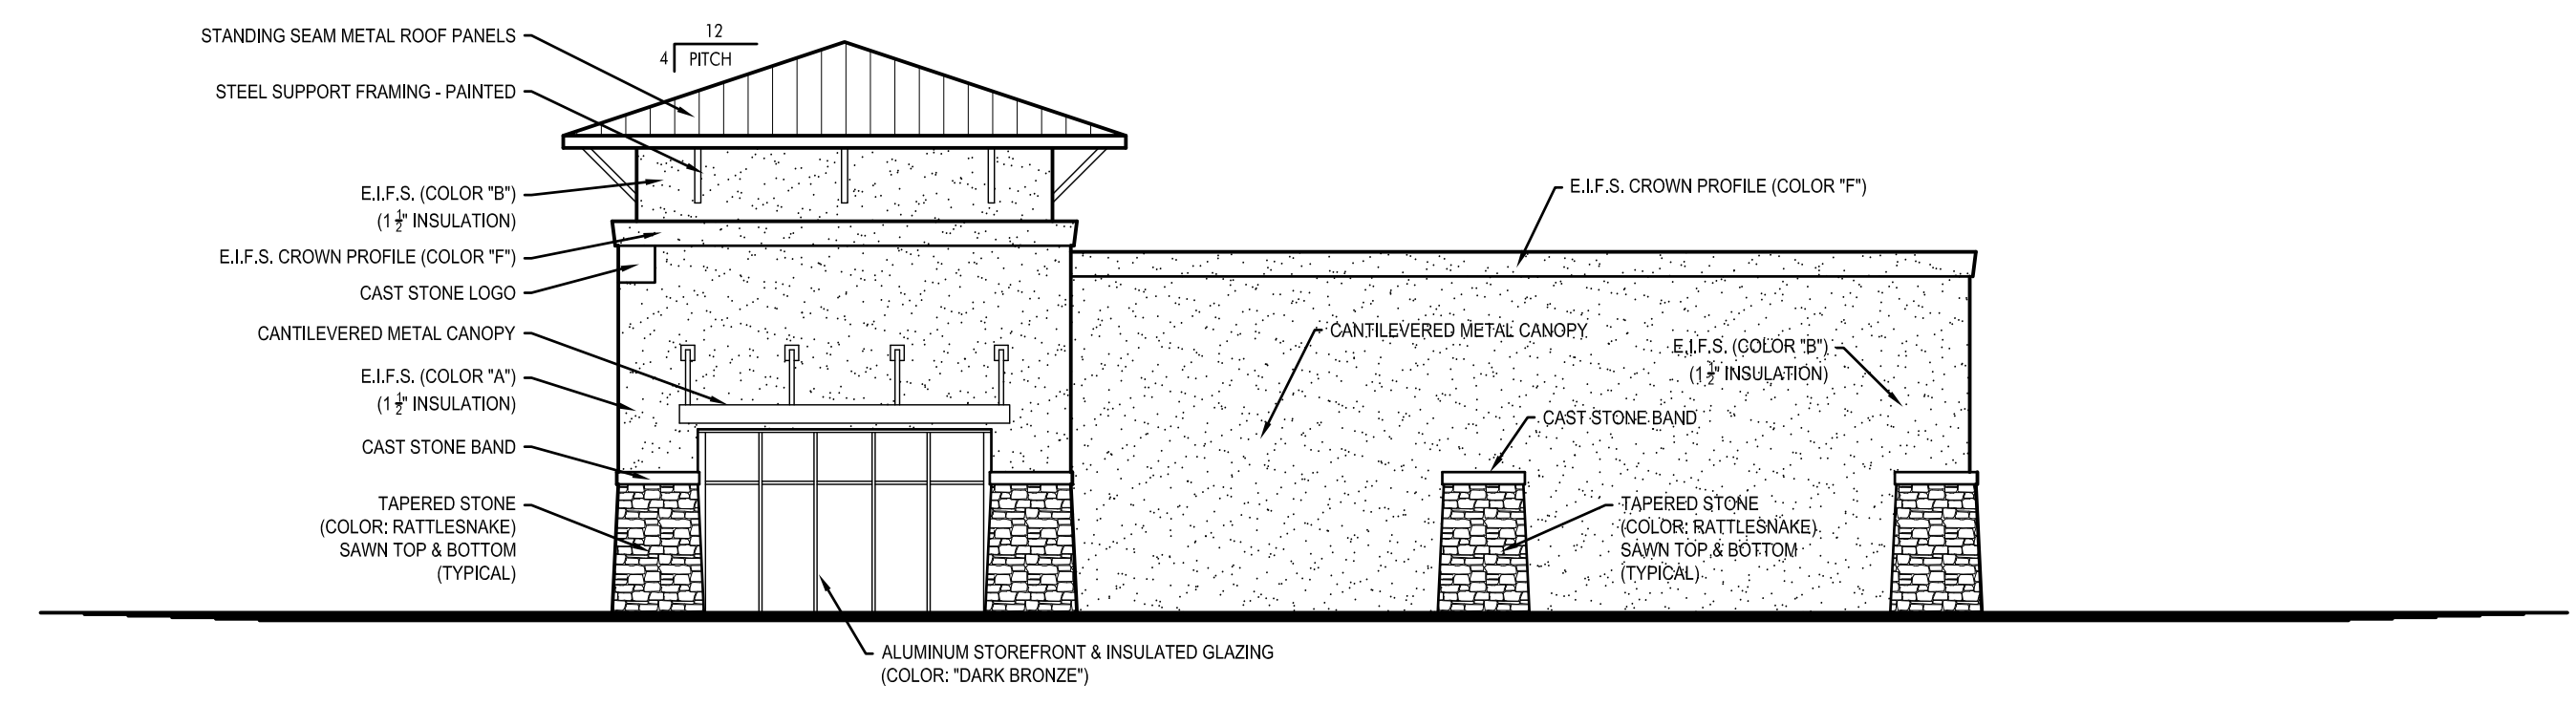 STANDING SEAM METAL ROOF PANELS
12
4
PITCH
STEEL SUPPORT FRAMING - PAINTED
E.I.F.S. (COLOR "B")
(1 1/2" INSULATION)
E.I.F.S. CROWN PROFILE (COLOR "F")
CAST STONE LOGO
CANTILEVERED METAL CANOPY
E.I.F.S. (COLOR "A")
(1 1/2" INSULATION)
CAST STONE BAND
TAPERED STONE
(COLOR: RATTLESNAKE)
SAWN TOP & BOTTOM
(TYPICAL)
ALUMINUM STOREFRONT & INSULATED GLAZING
(COLOR: "DARK BRONZE")
E.I.F.S. CROWN PROFILE (COLOR "F")
CANTILEVERED METAL CANOPY
E.I.F.S. (COLOR "B")
(1 1/2" INSULATION)
CAST STONE BAND
TAPERED STONE
(COLOR: RATTLESNAKE)
SAWN TOP & BOTTOM
(TYPICAL)